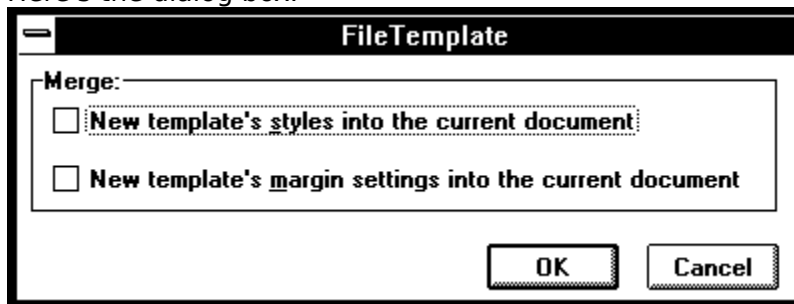 Here's the dialog box:
FileTemplate
Merge:
New template's styles into the current document
New template's margin settings into the current document
OK
Cancel